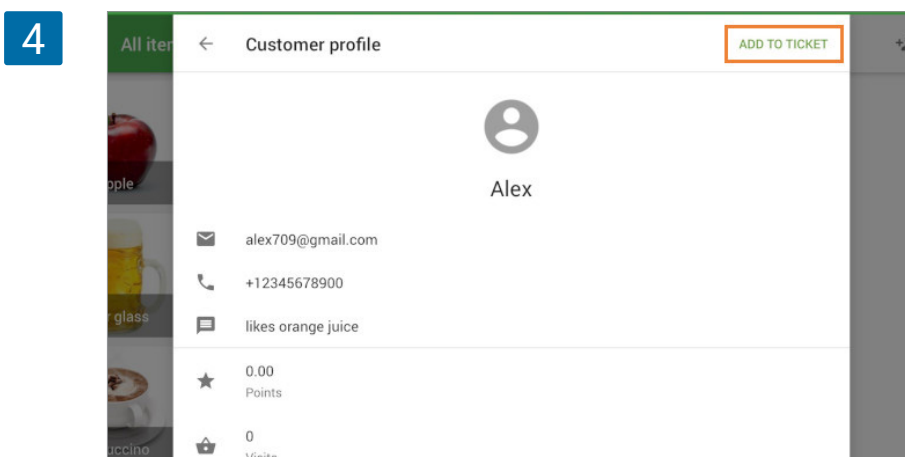 4
All iter
Customer profile
ADD TO TICKET
Alex
pple
alex709@gmail.com
+12345678900
glass
likes orange juice
0.00
Points
0
Visits
uccino